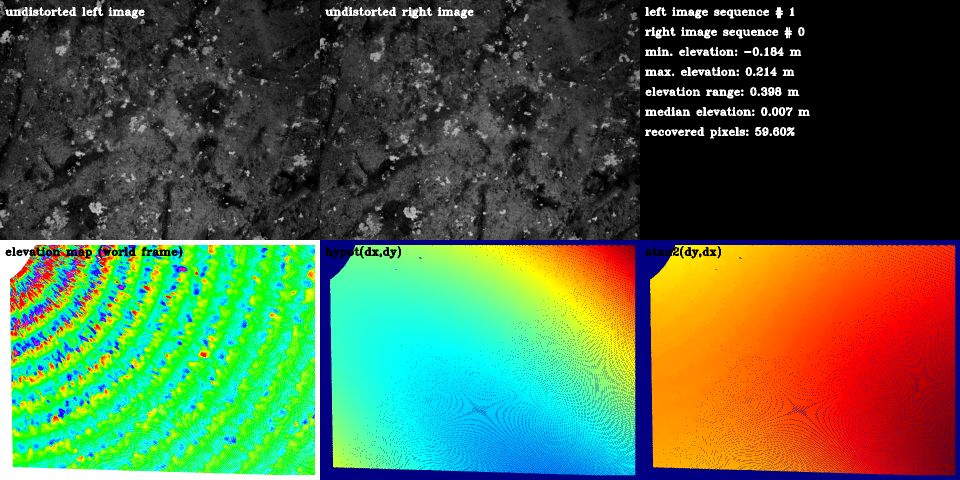 undistorted left image
undistorted right image
left image sequence # 1
right image sequence # 0
min. elevation: -0.184 m
max. elevation: 0.214 m
elevation range: 0.398 m
median elevation: 0.007 m
recovered pixels: 59.60%
elevation map (world frame)
hypot(dx,dy)
atan2(dy,dx)